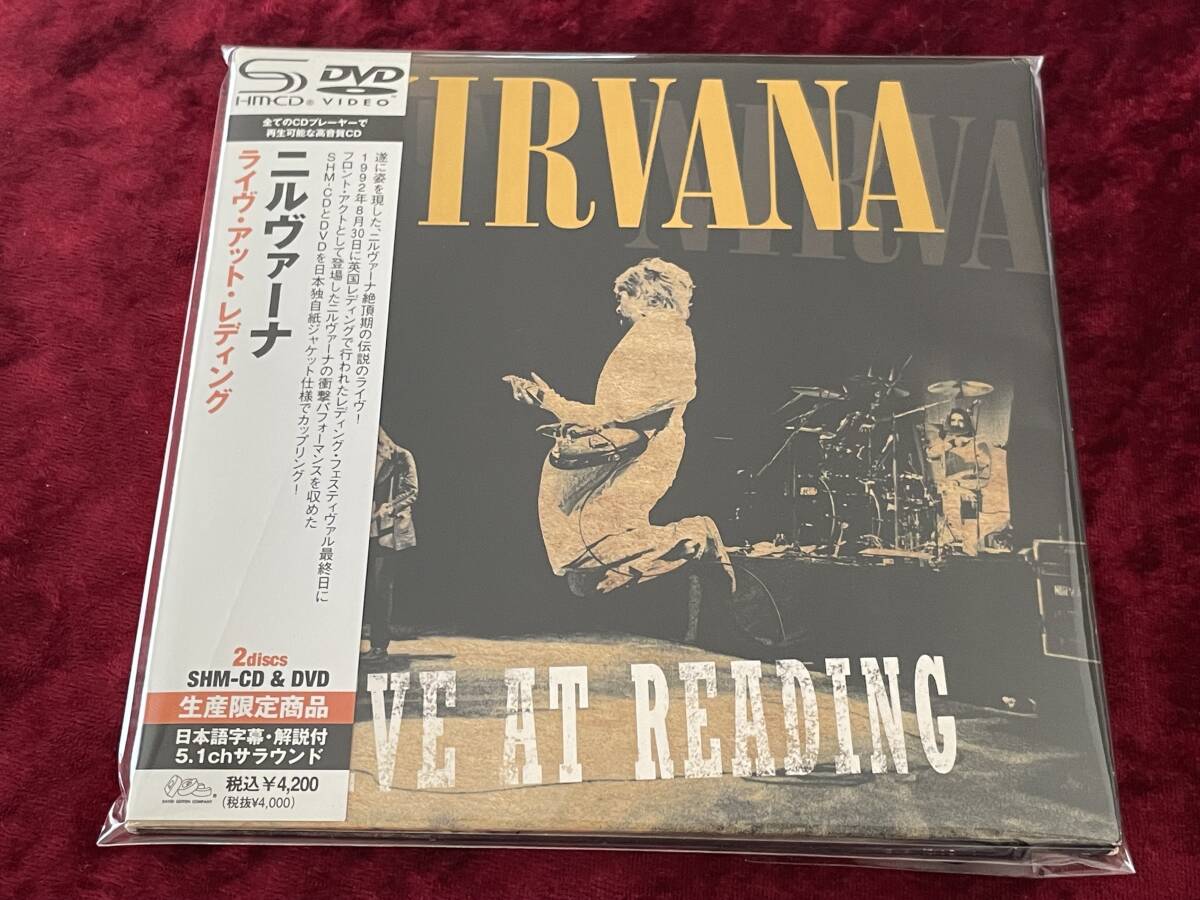 SHM-CD®
DVD
VIDEO™
全てのCDプレーヤーで
再生可能な高音質CD
ニルヴァーナ
ライヴ・アット・レディング
遂に姿を現した、ニルヴァーナ絶頂期の伝説のライヴ!
1992年8月30日に英国レディングで行われたレディング・フェスティヴァル最終日に
フロント・アクトとして登場したニルヴァーナの衝撃パフォーマンスを収めた
SHM-CDとDVDを日本独自紙ジャケット仕様でカップリング!
2discs
SHM-CD & DVD
生産限定商品
日本語字幕・解説付
5.1chサラウンド
税込¥4,200
(税抜¥4,000)
NIRVANA
NIRVA
IVE AT READING